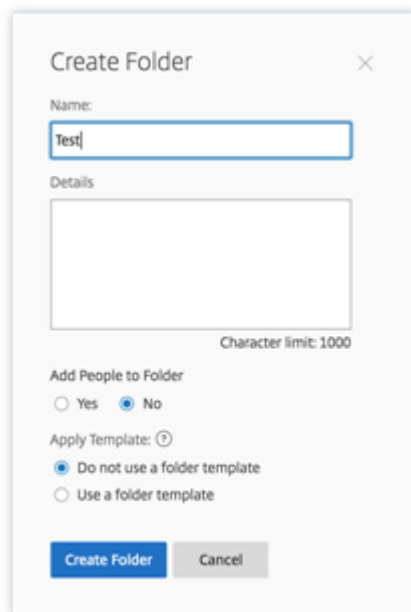 Create Folder
Name:
Test
Details
Character limit: 1000
Add People to Folder
Yes No
Apply Template: ?
Do not use a folder template
Use a folder template
Create Folder Cancel